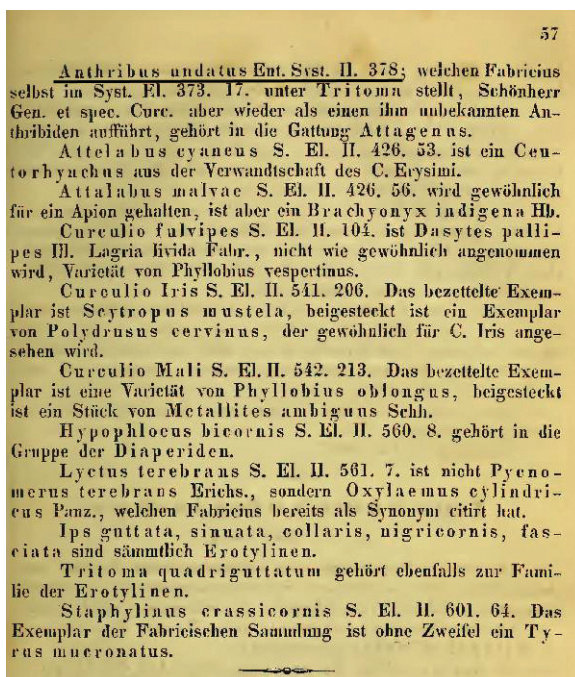 57
Anthribus undatus Ent. Syst. II. 378; welchen Fabricius
selbst im Syst. El. 373. 17. unter Tritoma stellt, Schönherr
Gen. et spec. Curc. aber wieder als einen ihm unbekannten An-
thribiden aufführt, gehört in die Gattung Attagenus.
Attelabus cyaneus S. El. II. 426. 53. ist ein Ceu-
torhynchus aus der Verwandtschaft des C. Erysimi.
Attalabus malvae S. El. II. 426. 56. wird gewöhnlich
für ein Apion gehalten, ist aber ein Brachyonyx indigena Hb.
Curculio fulvipes S. El. II. 104. ist Dasytes palli-
pes Ill. Lagria livida Fabr., nicht wie gewöhnlich angenommen
wird, Varietät von Phyllobius vespertinus.
Curculio Iris S. El. II. 541. 206. Das bezettelte Exem-
plar ist Scytropus mustela, beigesteckt ist ein Exemplar
von Polydrusus cervinus, der gewöhnlich für C. Iris ange-
sehen wird.
Curculio Mali S. El. II. 542. 213. Das bezettelte Exem-
plar ist eine Varietät von Phyllobius oblongus, beigesteckt
ist ein Stück von Metallites ambiguus Schh.
Hypophloeus bicornis S. El. II. 560. 8. gehört in die
Gruppe der Diaperiden.
Lyctus terebrans S. El. II. 561. 7. ist nicht Pycno-
merus terebrans Erichs., sondern Oxylaemus cylindri-
cus Panz., welchen Fabricius bereits als Synonym citirt hat.
Ips guttata, sinuata, collaris, nigricornis, fas-
ciata sind sämmtlich Erotylinen.
Tritoma quadriguttatum gehört ebenfalls zur Fami-
lie der Erotylinen.
Staphylinus crassicornis S. El. II. 601. 64. Das
Exemplar der Fabricischen Sammlung ist ohne Zweifel ein Ty-
rus mucronatus.